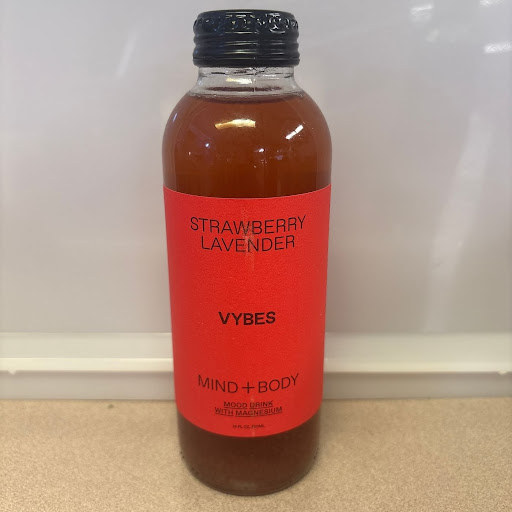 STRAWBERRY
LAVENDER
VYBES
MIND + BODY
MOOD DRINK
WITH MAGNESIUM